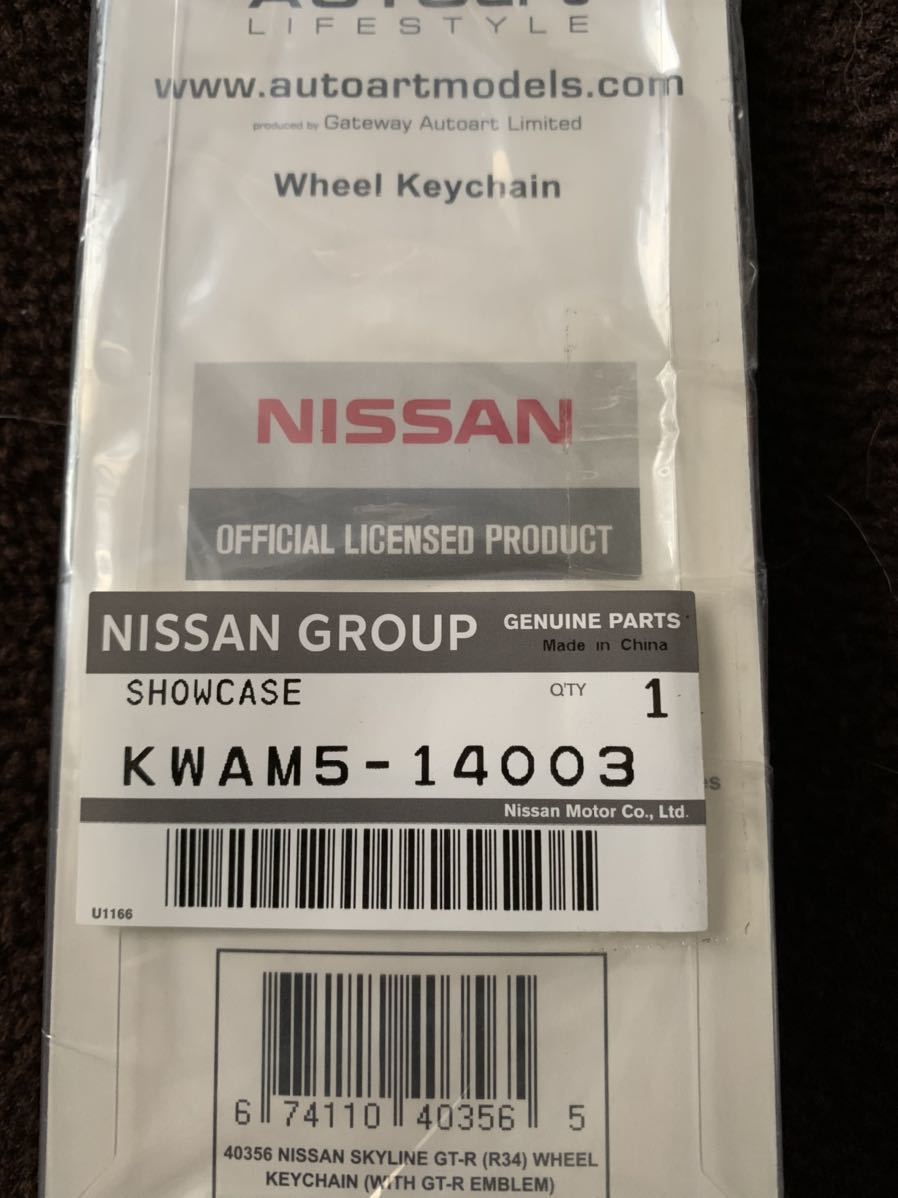 LIFESTYLE
www.autoartmodels.com
produced by Gateway Autoart Limited
Wheel Keychain
NISSAN
OFFICIAL LICENSED PRODUCT
NISSAN GROUP GENUINE PARTS
Made in China
SHOWCASE Q'TY 1
KWAM5-14003
Nissan Motor Co., Ltd.
U1166
6 74110 40356 5
40356 NISSAN SKYLINE GT-R (R34) WHEEL
KEYCHAIN (WITH GT-R EMBLEM)